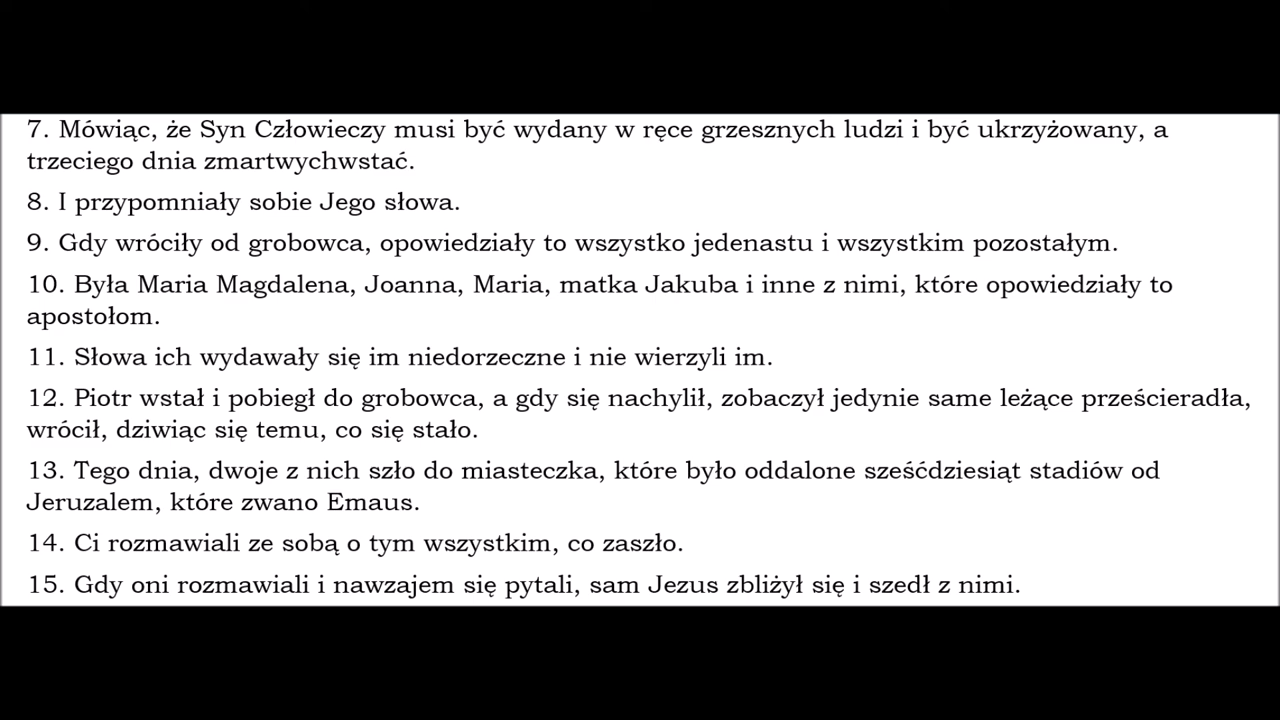 7. Mówiąc, że Syn Człowieczy musi być wydany w ręce grzesznych ludzi i być ukrzyżowany, a
trzeciego dnia zmartwychwstać.
8. I przypomniały sobie Jego słowa.
9. Gdy wróciły od grobowca, opowiedziały to wszystko jedenastu i wszystkim pozostałym.
10. Była Maria Magdalena, Joanna, Maria, matka Jakuba i inne z nimi, które opowiedziały to
apostołom.
11. Słowa ich wydawały się im niedorzeczne i nie wierzyli im.
12. Piotr wstał i pobiegł do grobowca, a gdy się nachylił, zobaczył jedynie same leżące prześcieradła,
wrócił, dziwiąc się temu, co się stało.
13. Tego dnia, dwoje z nich szło do miasteczka, które było oddalone sześćdziesiąt stadiów od
Jeruzalem, które zwano Emaus.
14. Ci rozmawiali ze sobą o tym wszystkim, co zaszło.
15. Gdy oni rozmawiali i nawzajem się pytali, sam Jezus zbliżył się i szedł z nimi.